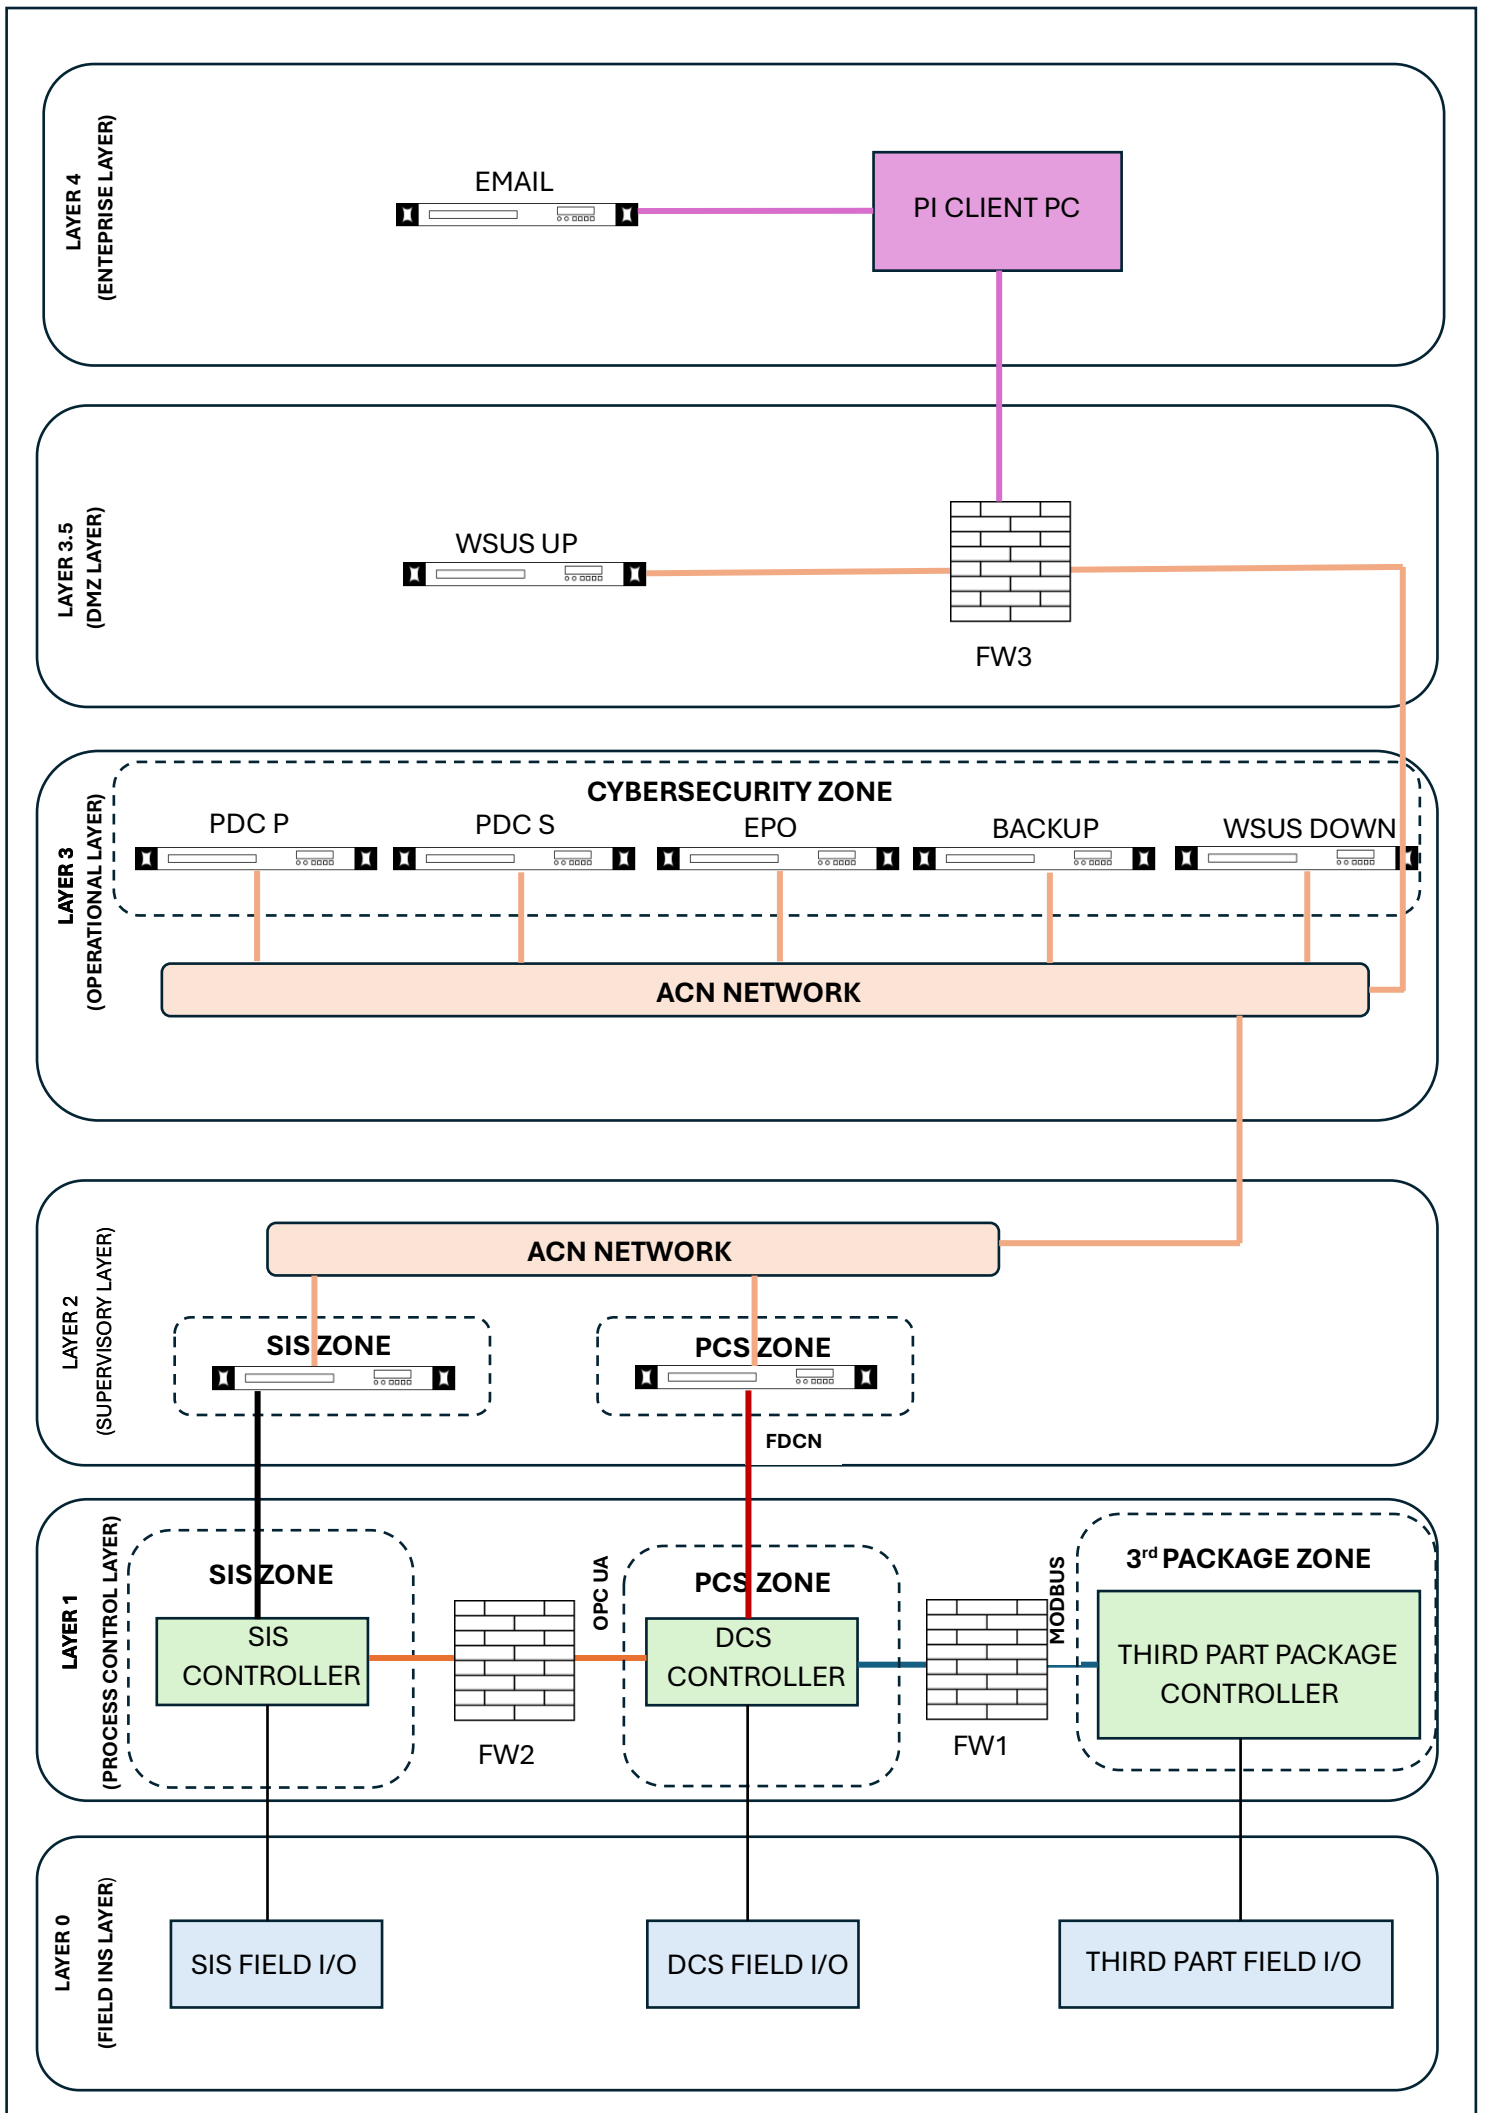 LAYER 4
(ENTEPRISE LAYER)
EMAIL
PI CLIENT PC
LAYER 3.5
(DMZ LAYER)
WSUS UP
FW3
LAYER 3
(OPERATIONAL LAYER)
CYBERSECURITY ZONE
PDC P
PDC S
EPO
BACKUP
WSUS DOWN
ACN NETWORK
LAYER 2
(SUPERVISORY LAYER)
ACN NETWORK
SIS ZONE
PCS ZONE
FDCN
LAYER 1
(PROCESS CONTROL LAYER)
SIS ZONE
SIS
CONTROLLER
FW2
OPC UA
PCS ZONE
DCS
CONTROLLER
FW1
MODBUS
3rd PACKAGE ZONE
THIRD PART PACKAGE
CONTROLLER
LAYER 0
(FIELD INS LAYER)
SIS FIELD I/O
DCS FIELD I/O
THIRD PART FIELD I/O